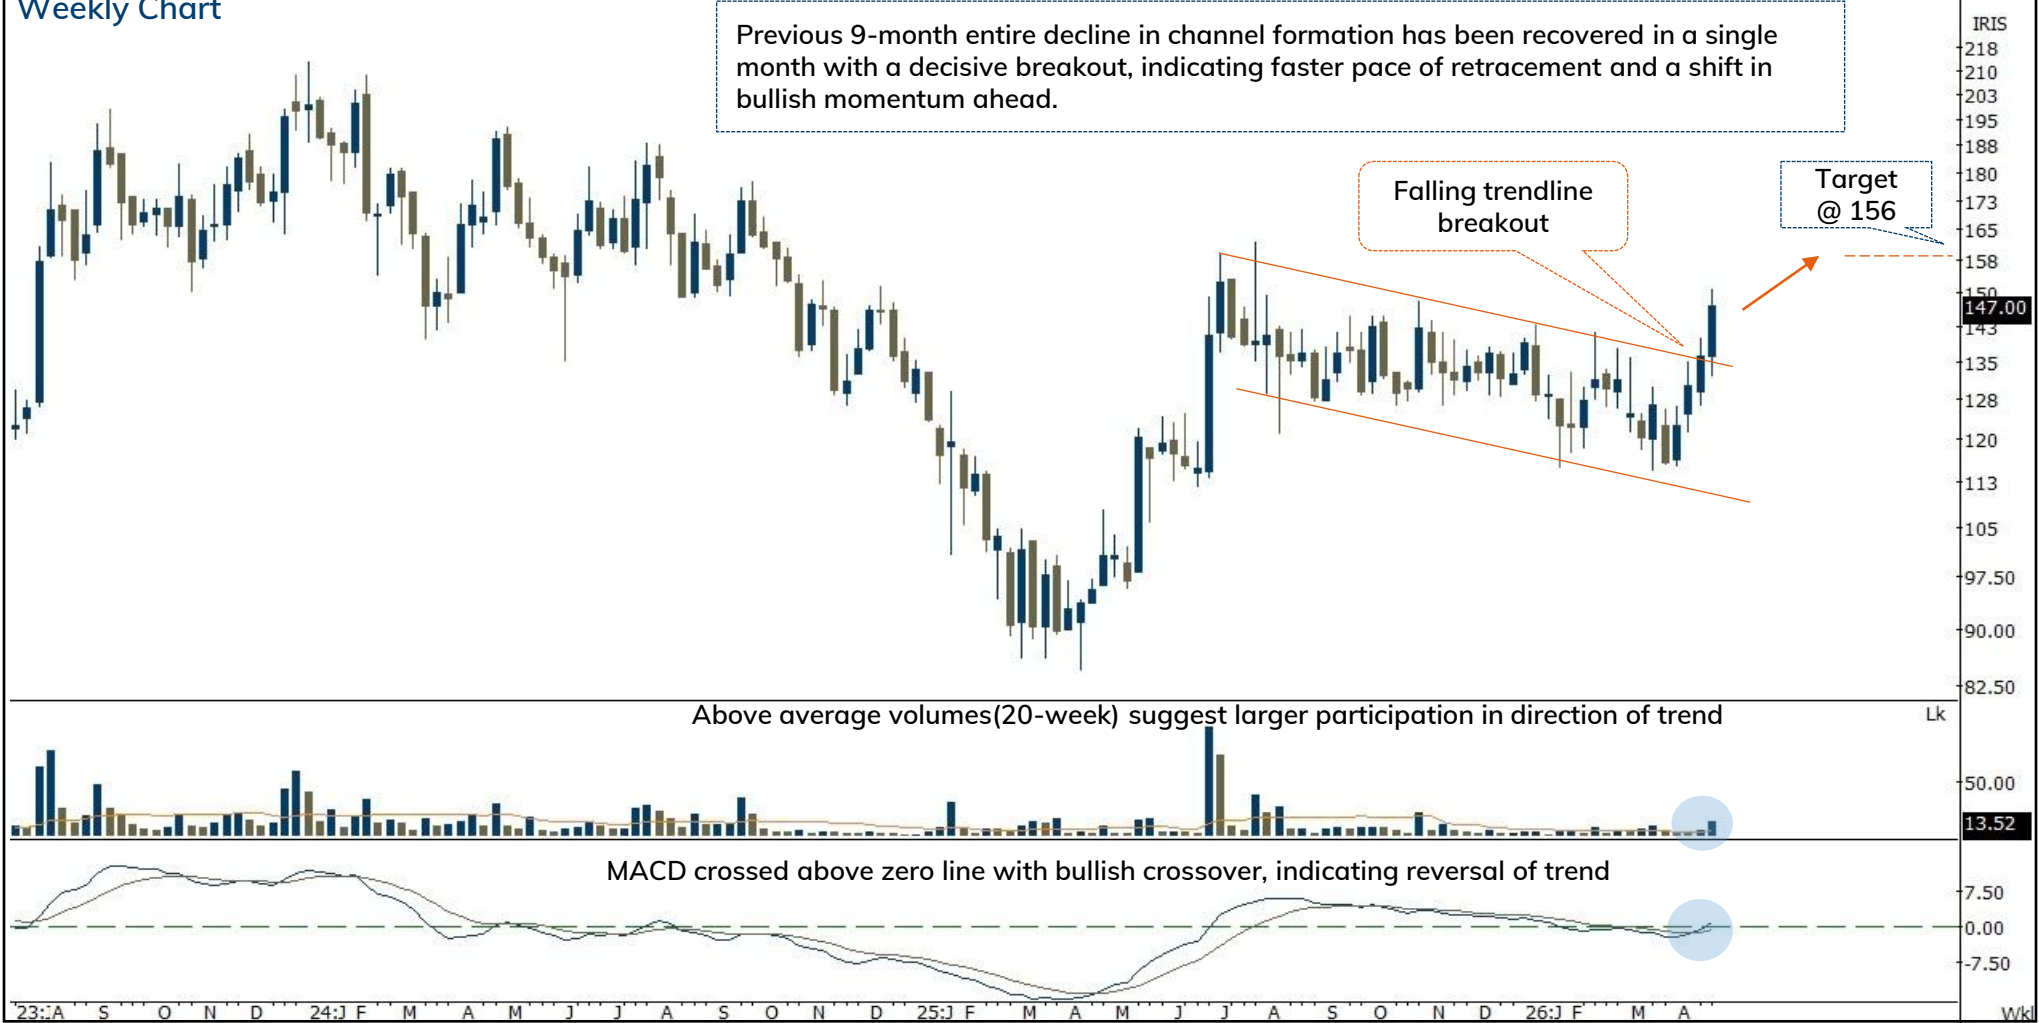 Weekly Chart
Previous 9-month entire decline in channel formation has been recovered in a single
month with a decisive breakout, indicating faster pace of retracement and a shift in
bullish momentum ahead.
IRIS
218
210
203
195
188
180
173
165
158
150
147.00
143
135
128
120
113
105
97.50
90.00
82.50
Falling trendline
breakout
Target
@ 156
Above average volumes(20-week) suggest larger participation in direction of trend
Lk
50.00
13.52
MACD crossed above zero line with bullish crossover, indicating reversal of trend
7.50
0.00
-7.50
23:JA S O N D 24:J F M A M J J A S O N D 25:J F M A M J J A S O N D 26:J F M A Wkl